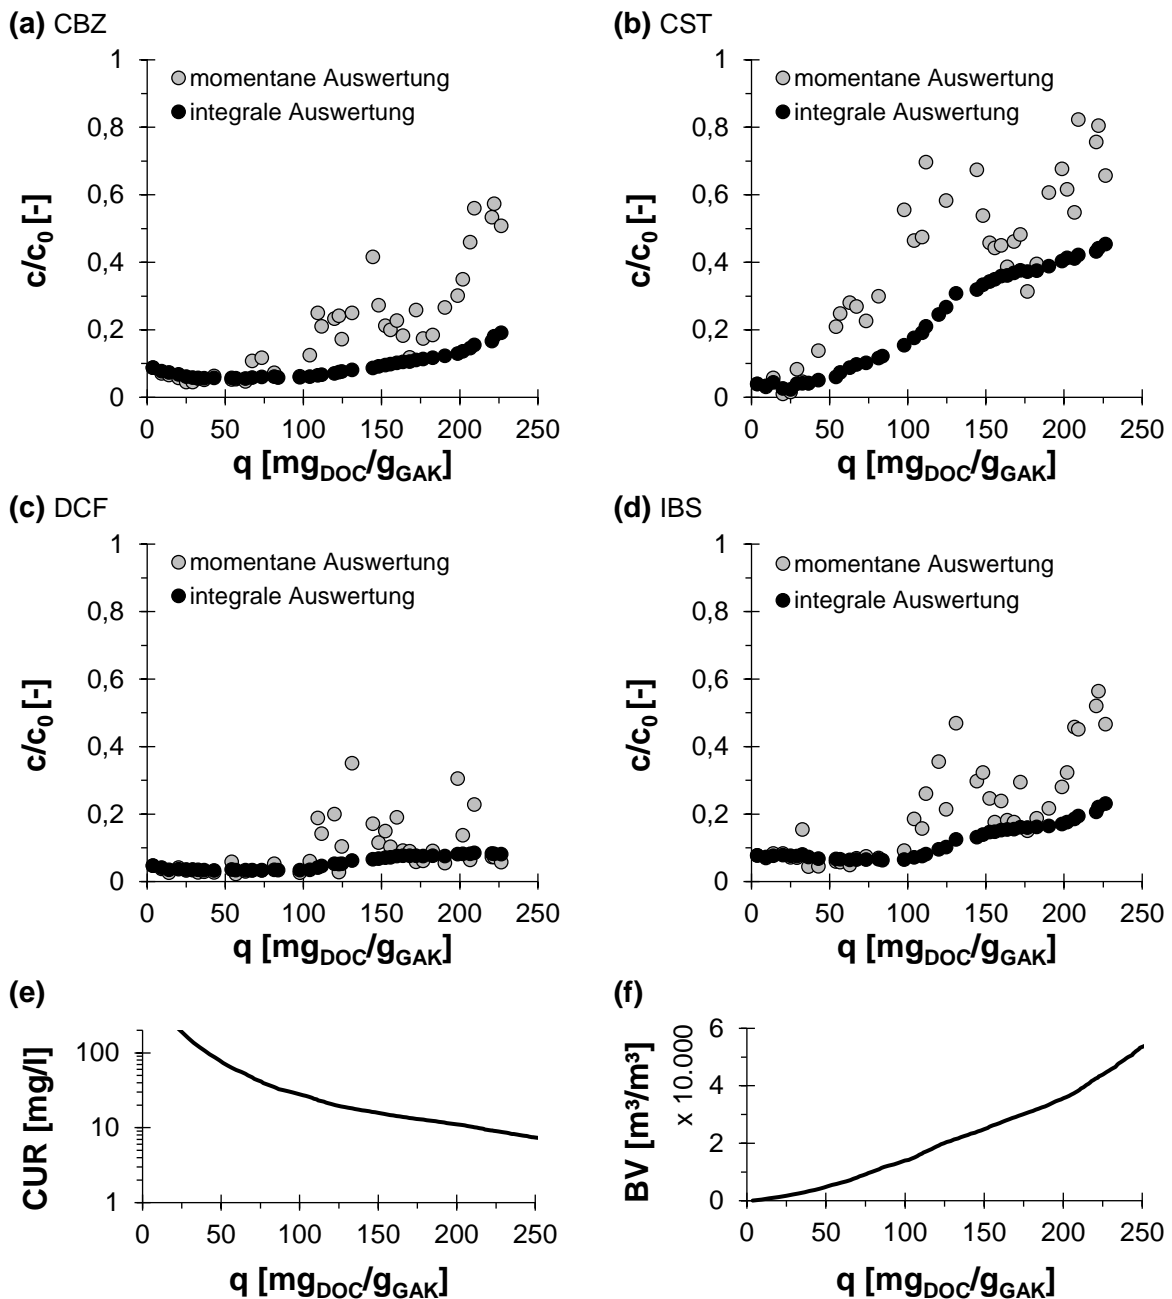 (a) CBZ
1
0,8
0,6
0,4
0,2
0
c/c0 [-]
momentane Auswertung
integrale Auswertung
0 50 100 150 200 250
q [mgDOC/gGAK]
(b) CST
1
0,8
0,6
0,4
0,2
0
c/c0 [-]
momentane Auswertung
integrale Auswertung
0 50 100 150 200 250
q [mgDOC/gGAK]
(c) DCF
1
0,8
0,6
0,4
0,2
0
c/c0 [-]
momentane Auswertung
integrale Auswertung
0 50 100 150 200 250
q [mgDOC/gGAK]
(d) IBS
1
0,8
0,6
0,4
0,2
0
c/c0 [-]
momentane Auswertung
integrale Auswertung
0 50 100 150 200 250
q [mgDOC/gGAK]
(e)
CUR [mg/l]
100
10
1
0 50 100 150 200 250
q [mgDOC/gGAK]
(f)
BV [m³/m³]
x 10.000
6
4
2
0
0 50 100 150 200 250
q [mgDOC/gGAK]